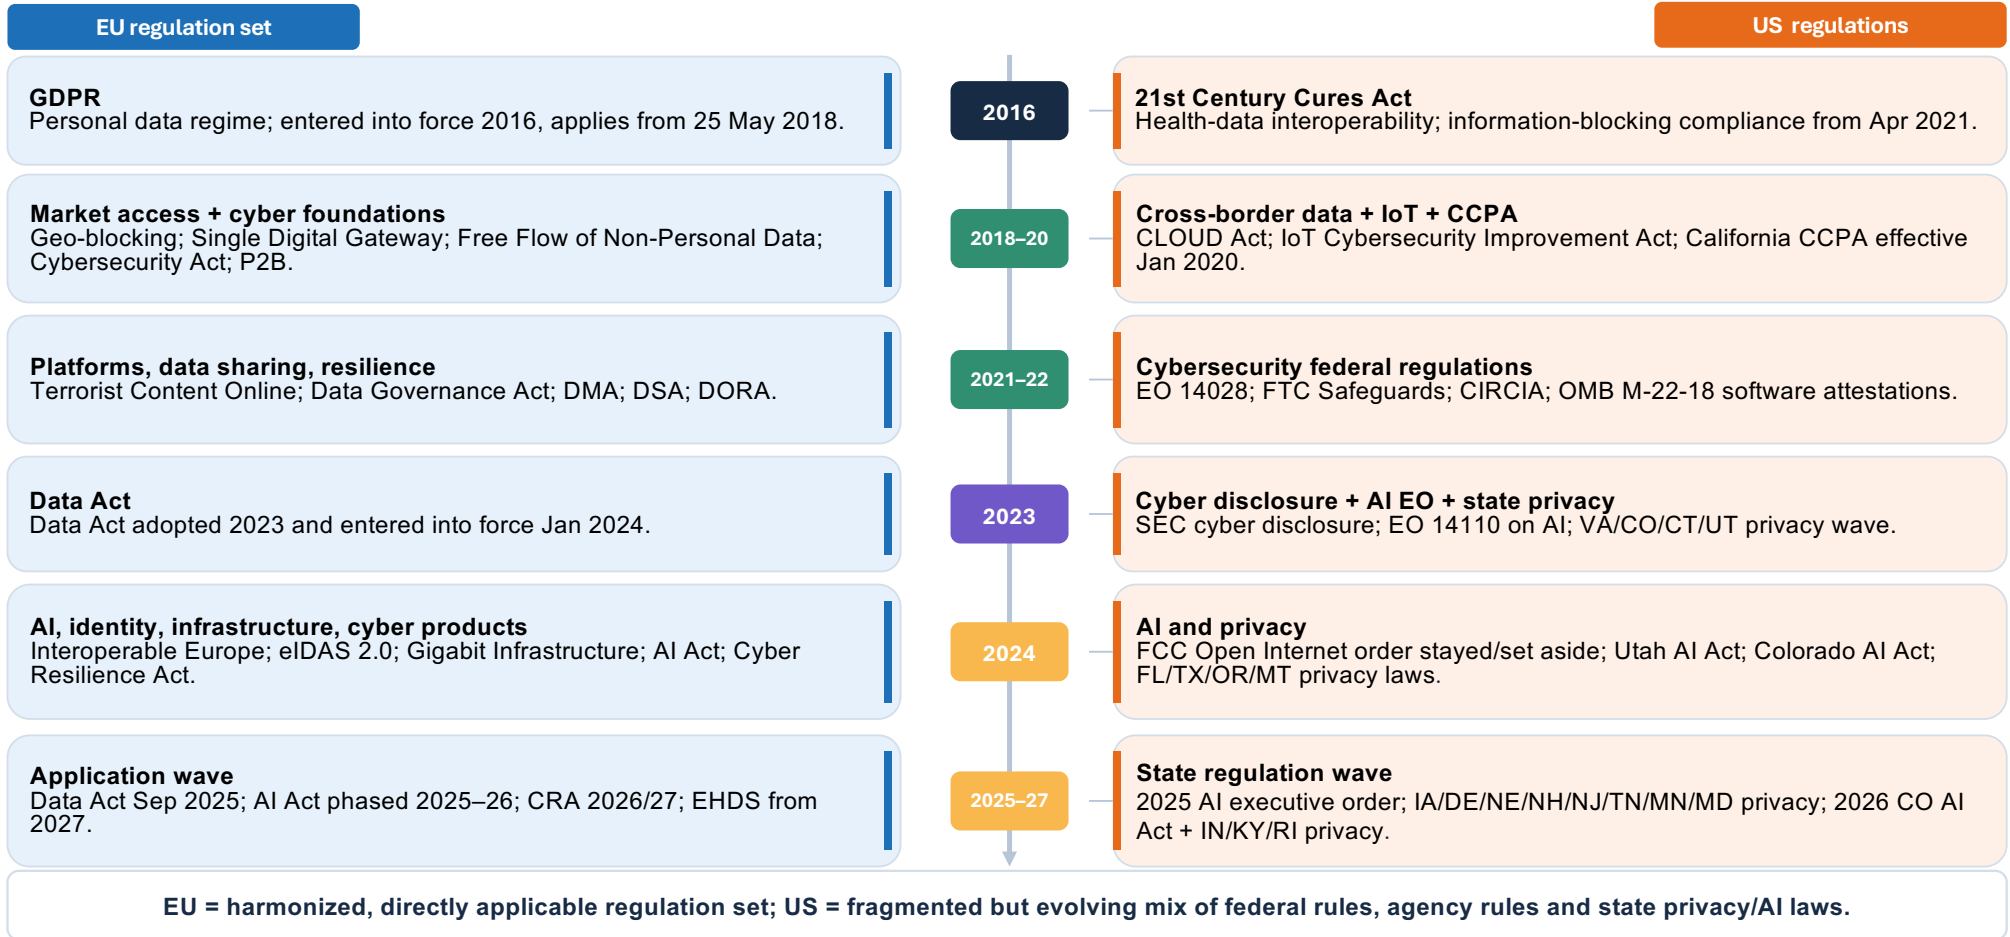 EU regulation set
US regulations
GDPR
Personal data regime; entered into force 2016, applies from 25 May 2018.
2016
21st Century Cures Act
Health-data interoperability; information-blocking compliance from Apr 2021.
Market access + cyber foundations
Geo-blocking; Single Digital Gateway; Free Flow of Non-Personal Data;
Cybersecurity Act; P2B.
2018–20
Cross-border data + IoT + CCPA
CLOUD Act; IoT Cybersecurity Improvement Act; California CCPA effective
Jan 2020.
Platforms, data sharing, resilience
Terrorist Content Online; Data Governance Act; DMA; DSA; DORA.
2021–22
Cybersecurity federal regulations
EO 14028; FTC Safeguards; CIRCIA; OMB M-22-18 software attestations.
Data Act
Data Act adopted 2023 and entered into force Jan 2024.
2023
Cyber disclosure + AI EO + state privacy
SEC cyber disclosure; EO 14110 on AI; VA/CO/CT/UT privacy wave.
AI, identity, infrastructure, cyber products
Interoperable Europe; eIDAS 2.0; Gigabit Infrastructure; AI Act; Cyber
Resilience Act.
2024
AI and privacy
FCC Open Internet order stayed/set aside; Utah AI Act; Colorado AI Act;
FL/TX/OR/MT privacy laws.
Application wave
Data Act Sep 2025; AI Act phased 2025–26; CRA 2026/27; EHDS from
2027.
2025–27
State regulation wave
2025 AI executive order; IA/DE/NE/NH/NJ/TN/MN/MD privacy; 2026 CO AI
Act + IN/KY/RI privacy.
EU = harmonized, directly applicable regulation set; US = fragmented but evolving mix of federal rules, agency rules and state privacy/AI laws.